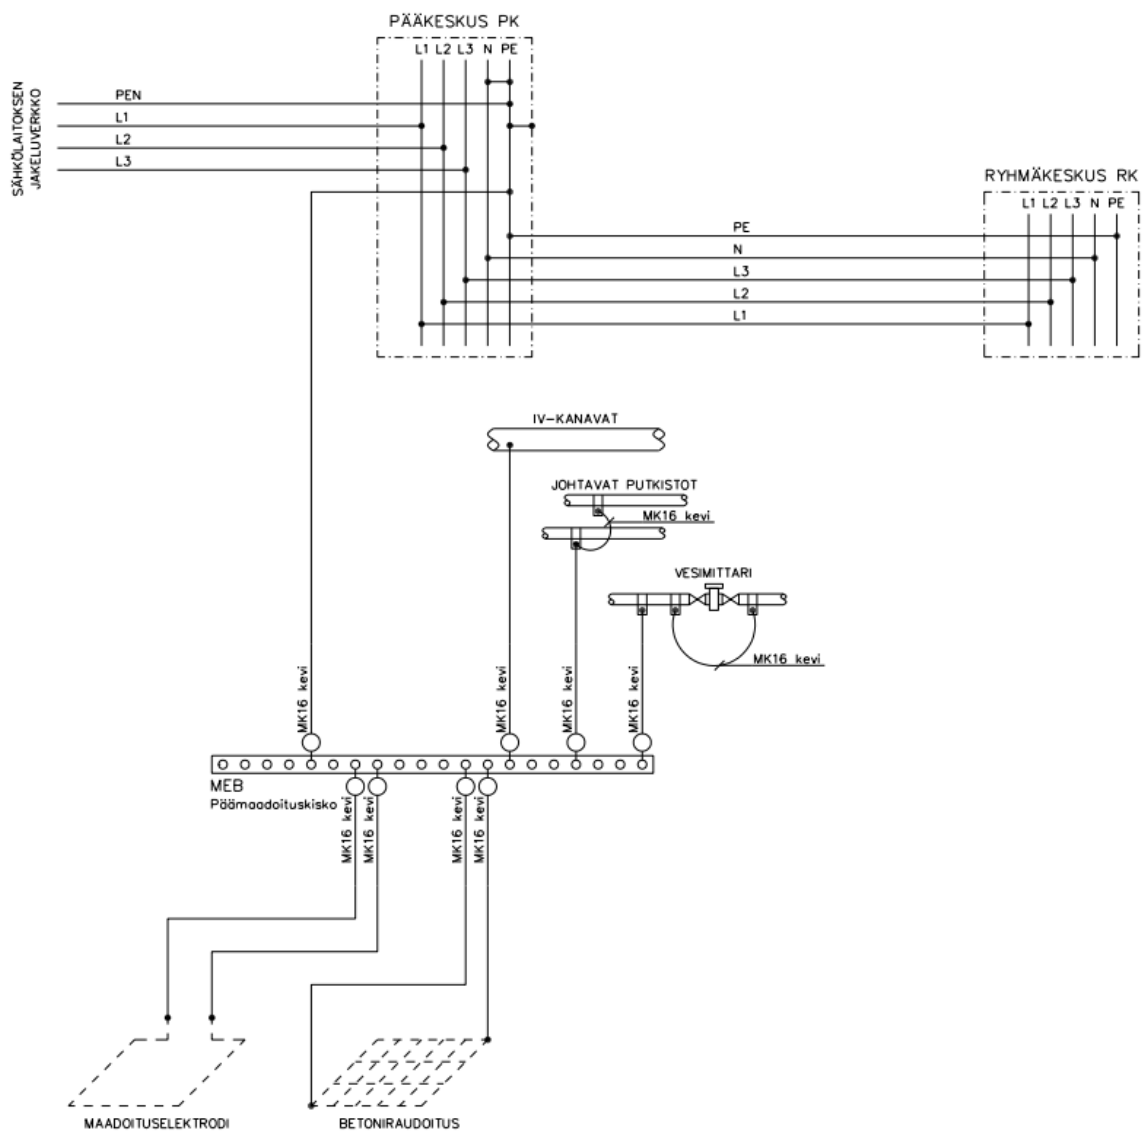 PÄÄKESKUS PK
L1 L2 L3 N PE
SÄHKÖLAITOKSEN
JAKELUVERKKO
PEN
L1
L2
L3
RYHMÄKESKUS RK
L1 L2 L3 N PE
PE
N
L3
L2
L1
IV-KANAVAT
JOHTAVAT PUTKISTOT
MK16 kevi
VESIMITTARI
MK16 kevi
MK16 kevi
MK16 kevi
MK16 kevi
MK16 kevi
MEB
Päämaadoituskisko
MK16 kevi
MK16 kevi
MK16 kevi
MK16 kevi
MAADOITUSELEKTRODI
BETONIRAUDOITUS